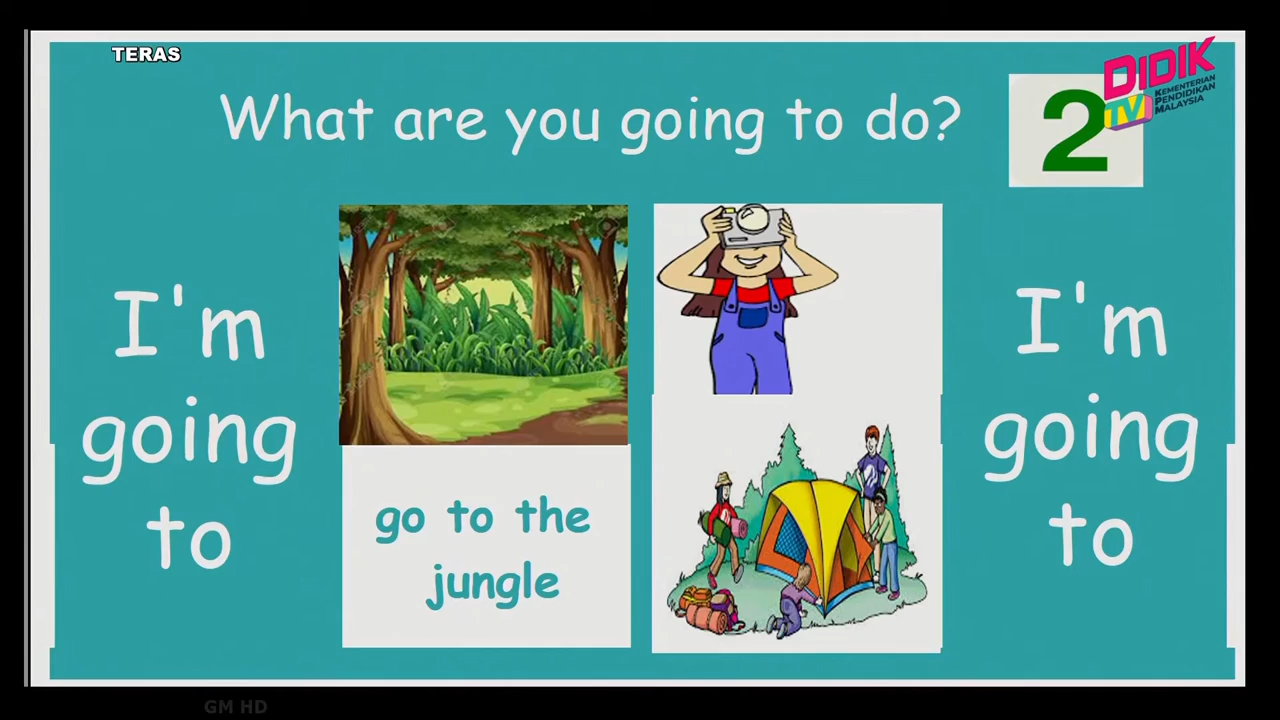 TERAS
What are you going to do?
2
DIDIK
TV
KEMENTERIAN
PENDIDIKAN
MALAYSIA
I'm
going
to
go to the
jungle
I'm
going
to
GM HD